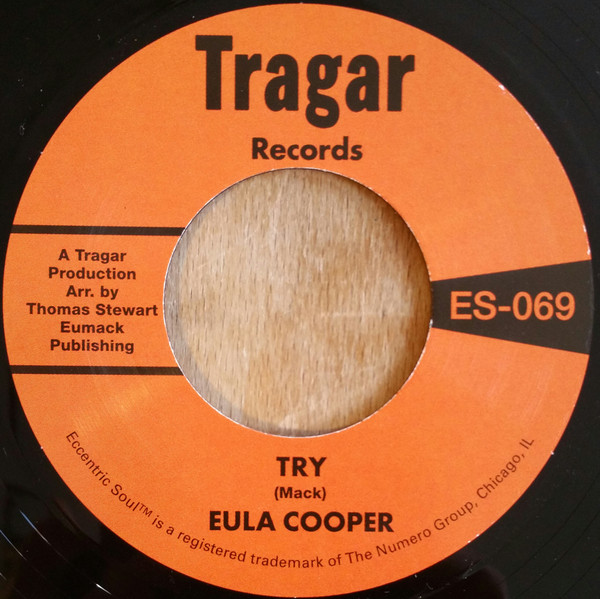 Tragar
Records
A Tragar
Production
Arr. by
Thomas Stewart
Eumack
Publishing
ES-069
TRY
(Mack)
EULA COOPER
Eccentric Soul™ is a registered trademark of The Numero Group, Chicago, IL